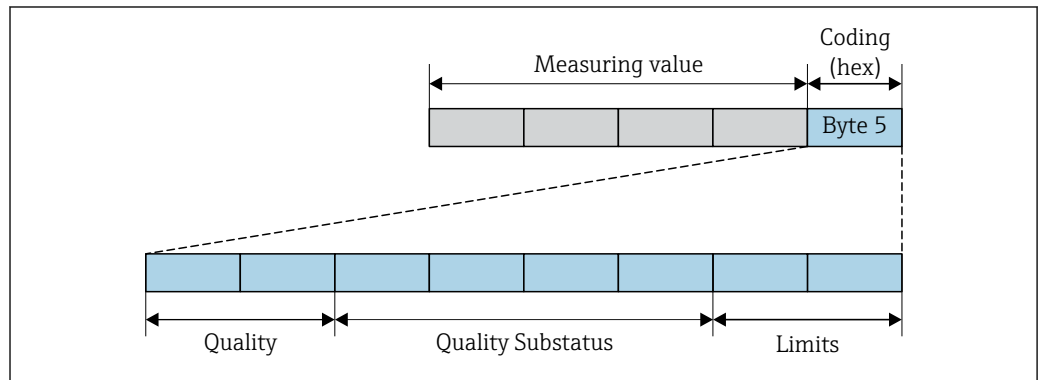 Coding
(hex)
Measuring value
Byte 5
Quality
Quality Substatus
Limits